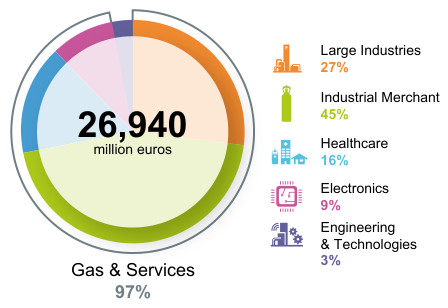 26,940
million euros
Gas & Services
97%
Large Industries
27%
Industrial Merchant
45%
Healthcare
16%
Electronics
9%
Engineering
& Technologies
3%